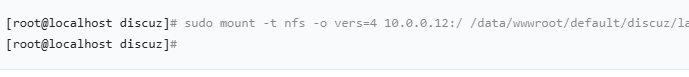 [root@localhost discuz]# sudo mount -t nfs -o vers=4 10.0.0.12:/ /data/wwwroot/default/discuz/
[root@localhost discuz]#